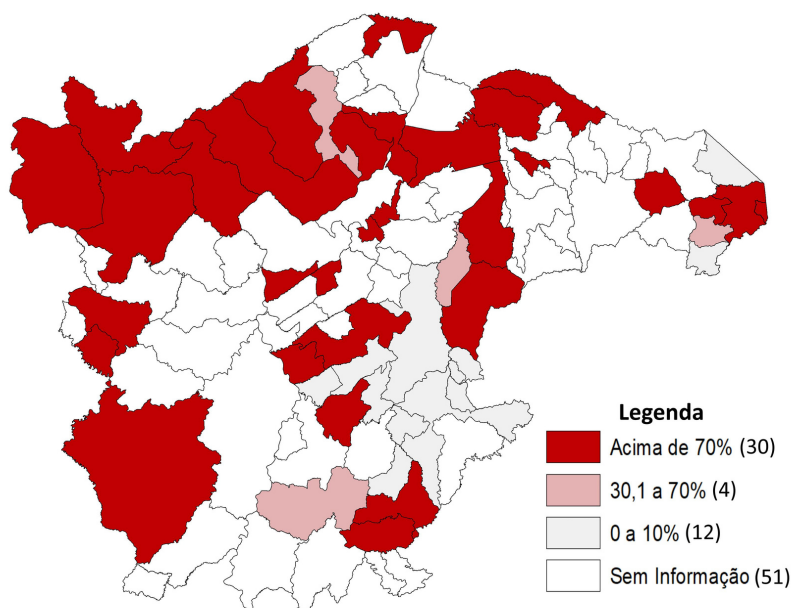 Legenda
Acima de 70% (30)
30,1 a 70% (4)
0 a 10% (12)
Sem Informação (51)